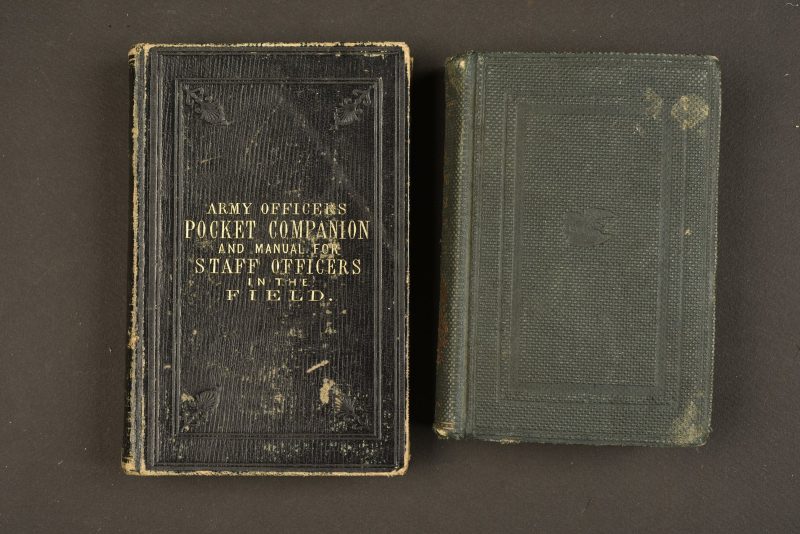 ARMY OFFICERS
POCKET COMPANION
AND MANUAL FOR
STAFF OFFICERS
IN THE
FIELD.